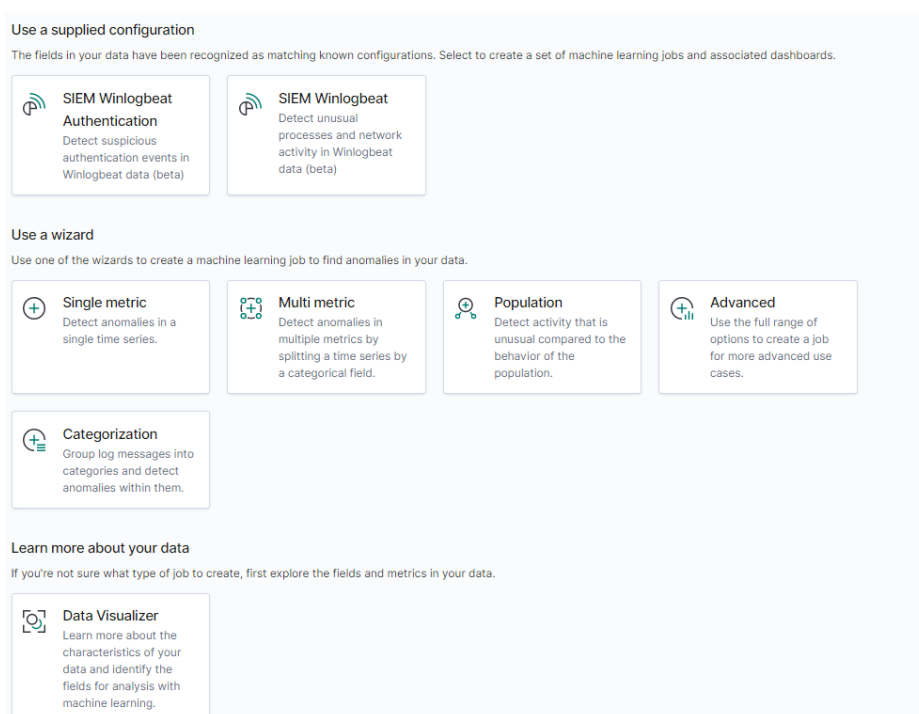 Use a supplied configuration
The fields in your data have been recognized as matching known configurations. Select to create a set of machine learning jobs and associated dashboards.
SIEM Winlogbeat
Authentication
Detect suspicious
authentication events in
Winlogbeat data (beta)
SIEM Winlogbeat
Detect unusual
processes and network
activity in Winlogbeat
data (beta)
Use a wizard
Use one of the wizards to create a machine learning job to find anomalies in your data.
Single metric
Detect anomalies in a
single time series.
Multi metric
Detect anomalies in
multiple metrics by
splitting a time series by
a categorical field.
Population
Detect activity that is
unusual compared to the
behavior of the
population.
Advanced
Use the full range of
options to create a job
for more advanced use
cases.
Categorization
Group log messages into
categories and detect
anomalies within them.
Learn more about your data
If you're not sure what type of job to create, first explore the fields and metrics in your data.
Data Visualizer
Learn more about the
characteristics of your
data and identify the
fields for analysis with
machine learning.